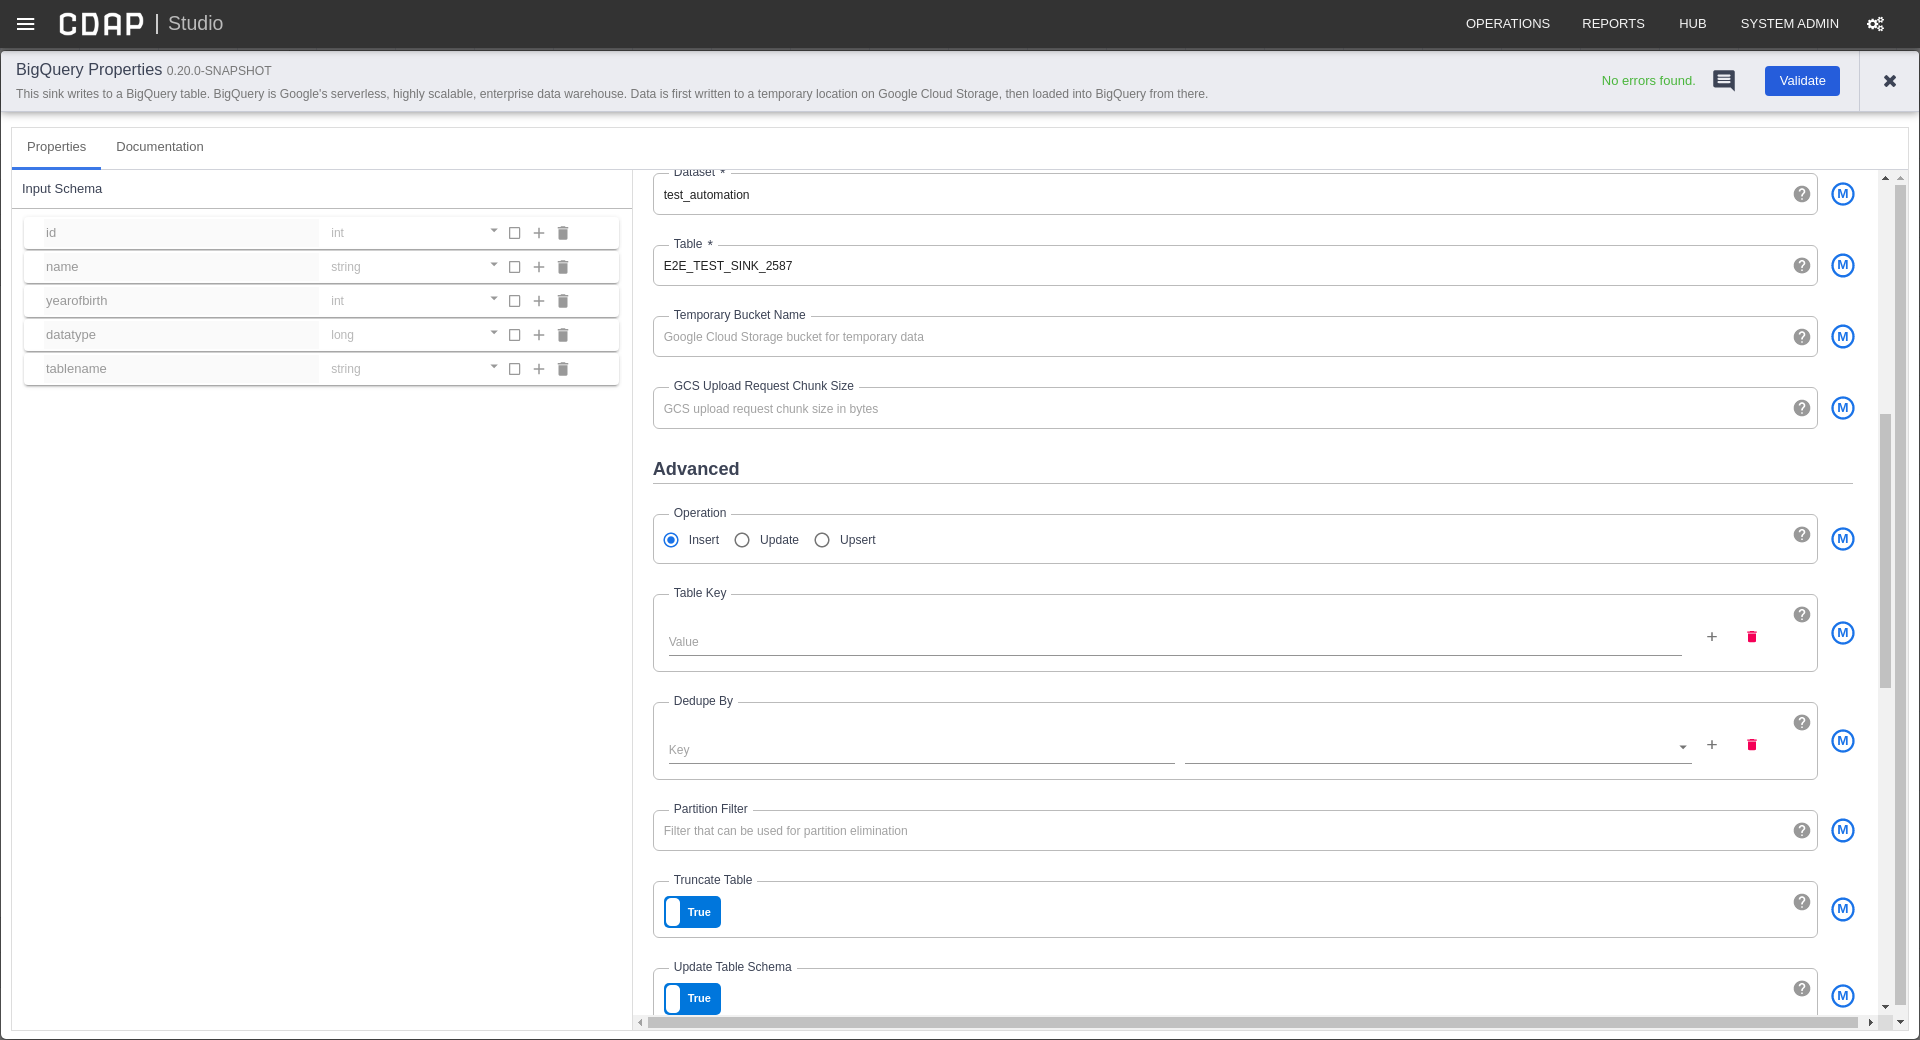 CDAP | Studio
OPERATIONS REPORTS HUB SYSTEM ADMIN
BigQuery Properties 0.20.0-SNAPSHOT
This sink writes to a BigQuery table. BigQuery is Google's serverless, highly scalable, enterprise data warehouse. Data is first written to a temporary location on Google Cloud Storage, then loaded into BigQuery from there.
No errors found.
Validate
Properties Documentation
Input Schema
id int
name string
yearofbirth int
datatype long
tablename string
Dataset *
test_automation
M
Table *
E2E_TEST_SINK_2587
M
Temporary Bucket Name
Google Cloud Storage bucket for temporary data
M
GCS Upload Request Chunk Size
GCS upload request chunk size in bytes
M
Advanced
Operation
Insert Update Upsert
M
Table Key
Value
M
Dedupe By
Key
M
Partition Filter
Filter that can be used for partition elimination
M
Truncate Table
True
M
Update Table Schema
True
M